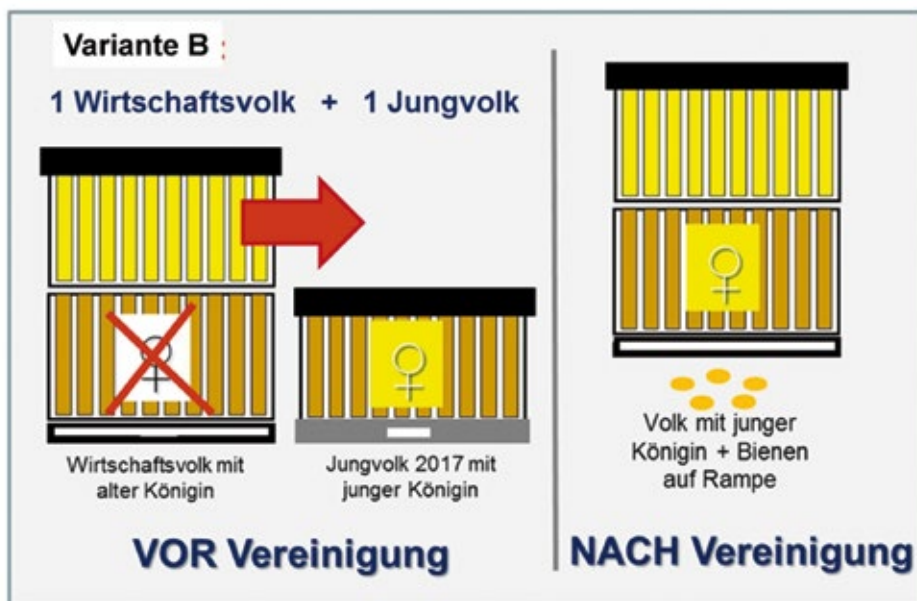 Variante B :
1 Wirtschaftsvolk + 1 Jungvolk
Wirtschaftsvolk mit
alter Königin
Jungvolk 2017 mit
junger Königin
VOR Vereinigung
Volk mit junger
Königin + Bienen
auf Rampe
NACH Vereinigung